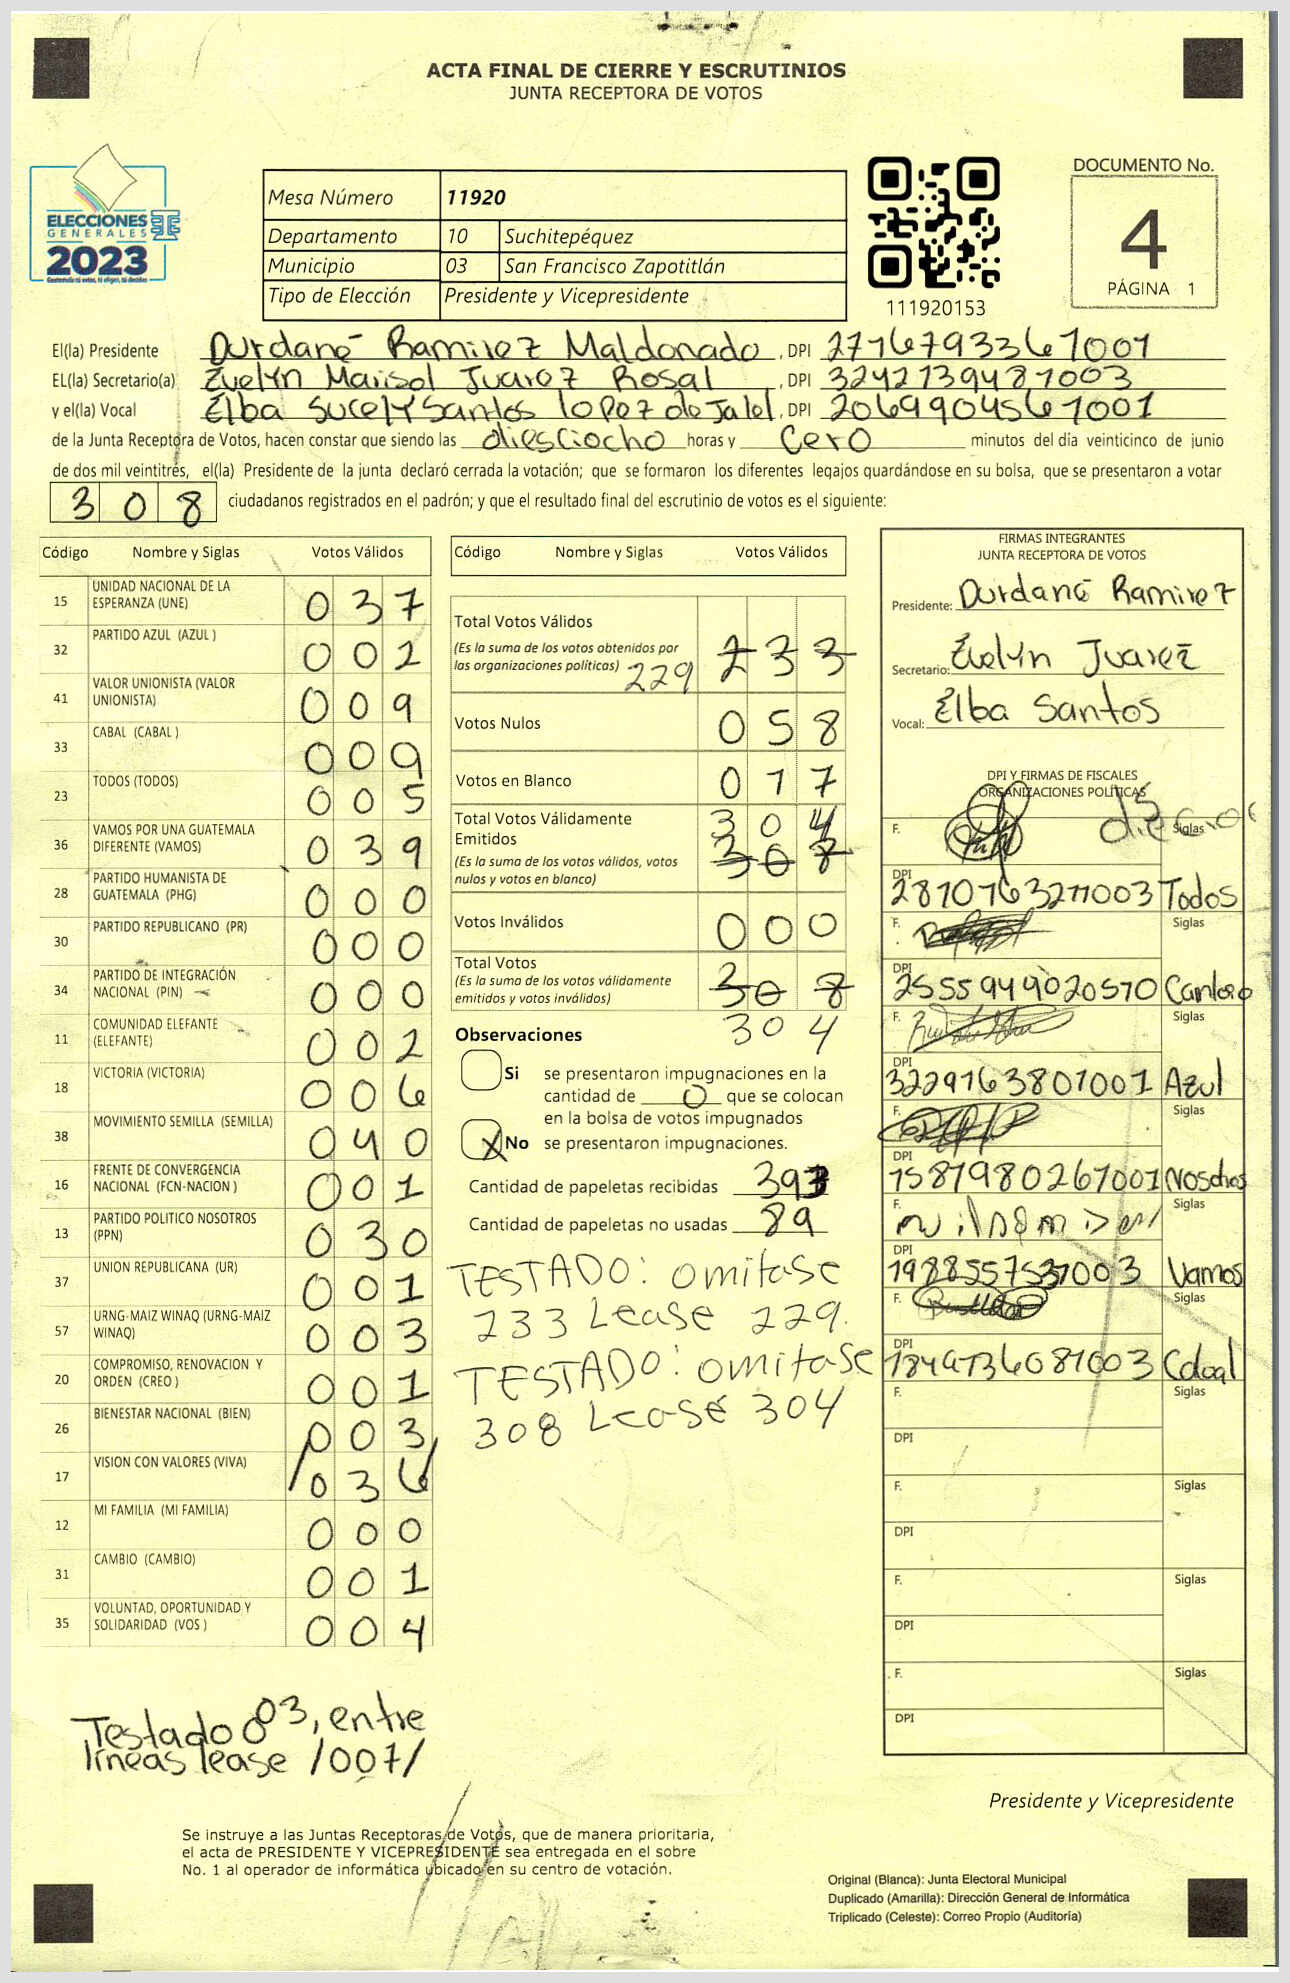 ACTA FINAL DE CIERRE Y ESCRUTINIOS
JUNTA RECEPTORA DE VOTOS
ELECCIONES
GENERALES
2023
Guatemala tú votas, tú eliges, tú decides
Mesa Número 11920
Departamento 10 Suchitepéquez
Municipio 03 San Francisco Zapotitlán
Tipo de Elección Presidente y Vicepresidente
111920153
DOCUMENTO No.
4
PÁGINA 1
El(la) Presidente Durdané Ramirez Maldonado, DPI 2716793361001
EL(la) Secretario(a) Evelyn Marisol Juarez Rosal, DPI 3242739481003
y el(la) Vocal Elba Sucely Santos lopez de Jalel, DPI 2069904561001
de la Junta Receptora de Votos, hacen constar que siendo las diesciocho horas y cero minutos del día veinticinco de junio
de dos mil veintitrés, el(la) Presidente de la junta declaró cerrada la votación; que se formaron los diferentes legajos guardándose en su bolsa, que se presentaron a votar
308 ciudadanos registrados en el padrón; y que el resultado final del escrutinio de votos es el siguiente:
Código Nombre y Siglas Votos Válidos
15 UNIDAD NACIONAL DE LA ESPERANZA (UNE) 037
32 PARTIDO AZUL (AZUL ) 002
41 VALOR UNIONISTA (VALOR UNIONISTA) 009
33 CABAL (CABAL ) 009
23 TODOS (TODOS) 005
36 VAMOS POR UNA GUATEMALA DIFERENTE (VAMOS) 039
28 PARTIDO HUMANISTA DE GUATEMALA (PHG) 000
30 PARTIDO REPUBLICANO (PR) 000
34 PARTIDO DE INTEGRACIÓN NACIONAL (PIN) 000
11 COMUNIDAD ELEFANTE (ELEFANTE) 002
18 VICTORIA (VICTORIA) 006
38 MOVIMIENTO SEMILLA (SEMILLA) 040
16 FRENTE DE CONVERGENCIA NACIONAL (FCN-NACION ) 001
13 PARTIDO POLITICO NOSOTROS (PPN) 030
37 UNION REPUBLICANA (UR) 001
57 URNG-MAIZ WINAQ (URNG-MAIZ WINAQ) 003
20 COMPROMISO, RENOVACION Y ORDEN (CREO ) 001
26 BIENESTAR NACIONAL (BIEN) 003
17 VISION CON VALORES (VIVA) /036/
12 MI FAMILIA (MI FAMILIA) 000
31 CAMBIO (CAMBIO) 001
35 VOLUNTAD, OPORTUNIDAD Y SOLIDARIDAD (VOS ) 004
Testado 003, entre
líneas lease /007/
Código Nombre y Siglas Votos Válidos
Total Votos Válidos
(Es la suma de los votos obtenidos por
las organizaciones políticas) 229 233
Votos Nulos 058
Votos en Blanco 017
Total Votos Válidamente 304
Emitidos
(Es la suma de los votos válidos, votos
nulos y votos en blanco) 308
Votos Inválidos 000
Total Votos
(Es la suma de los votos válidamente
emitidos y votos inválidos) 308
304
Observaciones
Si se presentaron impugnaciones en la
cantidad de 0 que se colocan
en la bolsa de votos impugnados
X No se presentaron impugnaciones.
Cantidad de papeletas recibidas 393
Cantidad de papeletas no usadas 89
TESTADO: omitase
233 Lease 229.
TESTADO: omitase
308 Lease 304
FIRMAS INTEGRANTES
JUNTA RECEPTORA DE VOTOS
Presidente: Durdané Ramirez
Secretario: Evelyn Juarez
Vocal: Elba Santos
DPI Y FIRMAS DE FISCALES
ORGANIZACIONES POLÍTICAS
F. Siglas
DPI 2810763211003 Todos
F. Siglas
DPI 2555949020570
F. Siglas
DPI 3229163801001 Azul
F. Siglas
DPI 1581980261001
F. Siglas
DPI Vamos
F. Siglas
DPI
F. Siglas
DPI
F. Siglas
DPI
F. Siglas
DPI
F. Siglas
DPI
Presidente y Vicepresidente
Se instruye a las Juntas Receptoras de Votos, que de manera prioritaria,
el acta de PRESIDENTE Y VICEPRESIDENTE sea entregada en el sobre
No. 1 al operador de informática ubicado en su centro de votación.
Original (Blanca): Junta Electoral Municipal
Duplicado (Amarilla): Dirección General de Informática
Triplicado (Celeste): Correo Propio (Auditoría)